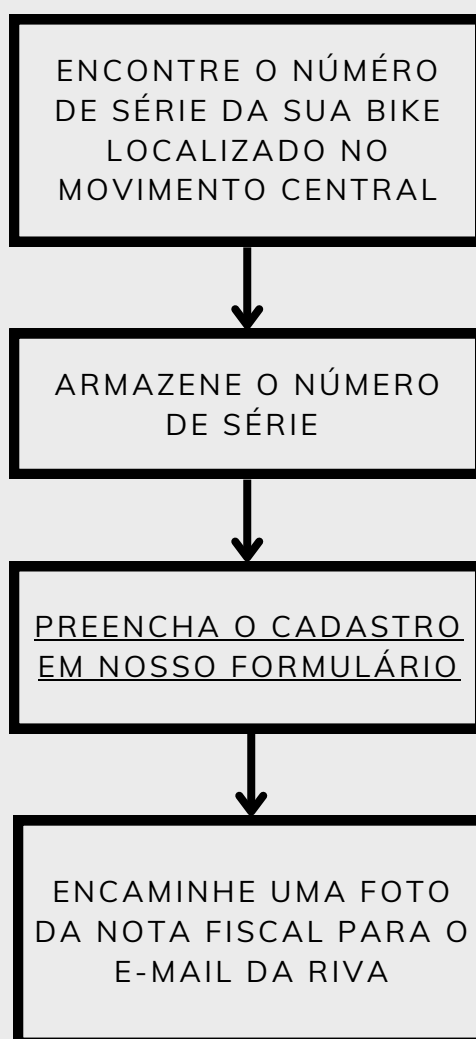 ENCONTRE O NÚMÉRO
DE SÉRIE DA SUA BIKE
LOCALIZADO NO
MOVIMENTO CENTRAL
ARMAZENE O NÚMERO
DE SÉRIE
PREENCHA O CADASTRO
EM NOSSO FORMULÁRIO
ENCAMINHE UMA FOTO
DA NOTA FISCAL PARA O
E-MAIL DA RIVA